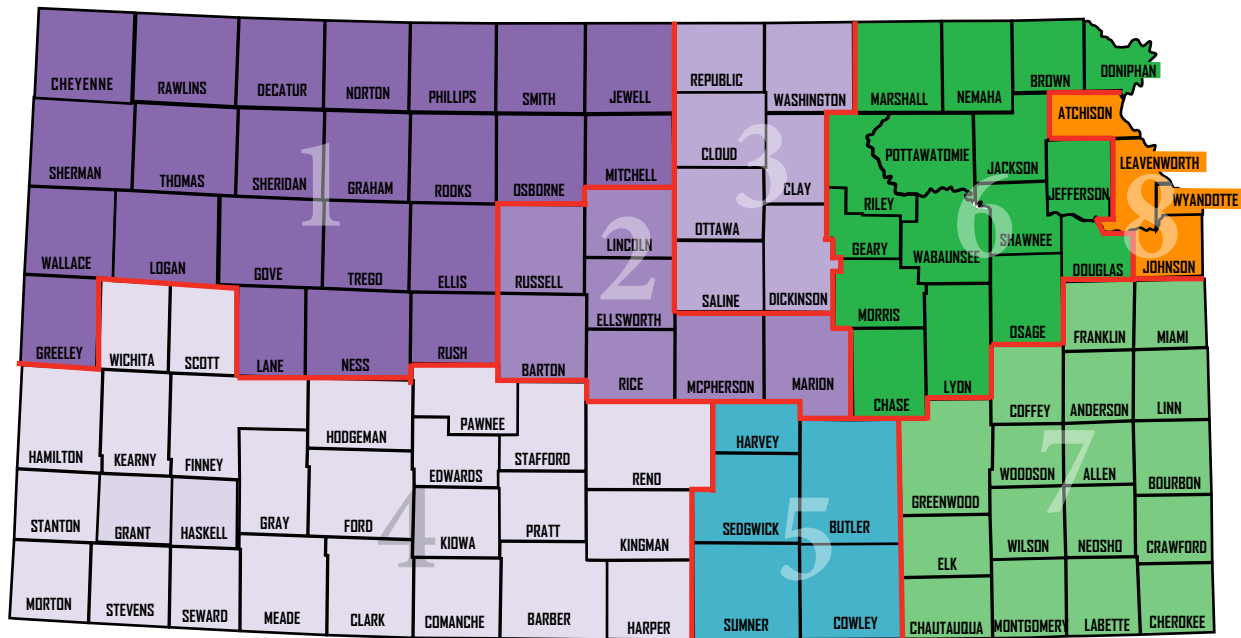 CHEYENNE
RAWLINS
DECATUR
NORTON
PHILLIPS
SMITH
JEWELL
REPUBLIC
WASHINGTON
MARSHALL
NEMAHA
BROWN
DONIPHAN
ATCHISON
SHERMAN
THOMAS
SHERIDAN
GRAHAM
ROOKS
OSBORNE
MITCHELL
CLOUD
CLAY
POTTAWATOMIE
JACKSON
JEFFERSON
LEAVENWORTH
WYANDOTTE
1
2
3
6
8
WALLACE
LOGAN
GOVE
TREGO
ELLIS
RUSSELL
LINCOLN
OTTAWA
RILEY
GEARY
WABAUNSEE
SHAWNEE
DOUGLAS
JOHNSON
GREELEY
WICHITA
SCOTT
LANE
NESS
RUSH
BARTON
ELLSWORTH
RICE
SALINE
DICKINSON
MCPHERSON
MARION
MORRIS
CHASE
LYON
OSAGE
FRANKLIN
MIAMI
HAMILTON
KEARNY
FINNEY
HODGEMAN
PAWNEE
EDWARDS
STAFFORD
RENO
HARVEY
COFFEY
ANDERSON
LINN
STANTON
GRANT
HASKELL
GRAY
FORD
KIOWA
PRATT
KINGMAN
SEDGWICK
BUTLER
GREENWOOD
WOODSON
ALLEN
BOURBON
4
5
7
MORTON
STEVENS
SEWARD
MEADE
CLARK
COMANCHE
BARBER
HARPER
SUMNER
COWLEY
ELK
WILSON
NEOSHO
CRAWFORD
CHAUTAUQUA
MONTGOMERY
LABETTE
CHEROKEE